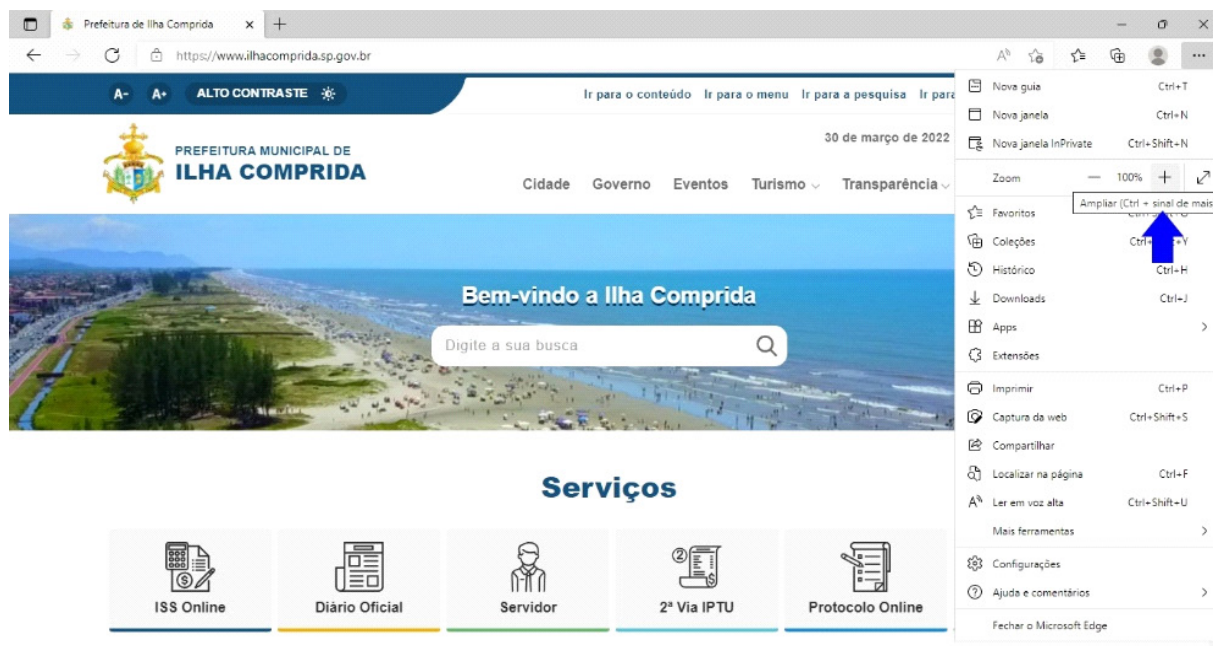 Prefeitura de Ilha Comprida
https://www.ilhacomprida.sp.gov.br
A- A+ ALTO CONTRASTE
Ir para o conteúdo Ir para o menu Ir para a pesquisa Ir para
30 de março de 2022
PREFEITURA MUNICIPAL DE
ILHA COMPRIDA
Cidade Governo Eventos Turismo Transparência
Bem-vindo a Ilha Comprida
Digite a sua busca
Serviços
ISS Online
Diário Oficial
Servidor
2ª Via IPTU
Protocolo Online
Nova guia Ctrl+T
Nova janela Ctrl+N
Nova janela InPrivate Ctrl+Shift+N
Zoom — 100% +
Ampliar (Ctrl + sinal de mais
Favoritos
Coleções
Histórico Ctrl+H
Downloads Ctrl+J
Apps
Extensões
Imprimir Ctrl+P
Captura da web Ctrl+Shift+S
Compartilhar
Localizar na página Ctrl+F
Ler em voz alta Ctrl+Shift+U
Mais ferramentas
Configurações
Ajuda e comentários
Fechar o Microsoft Edge